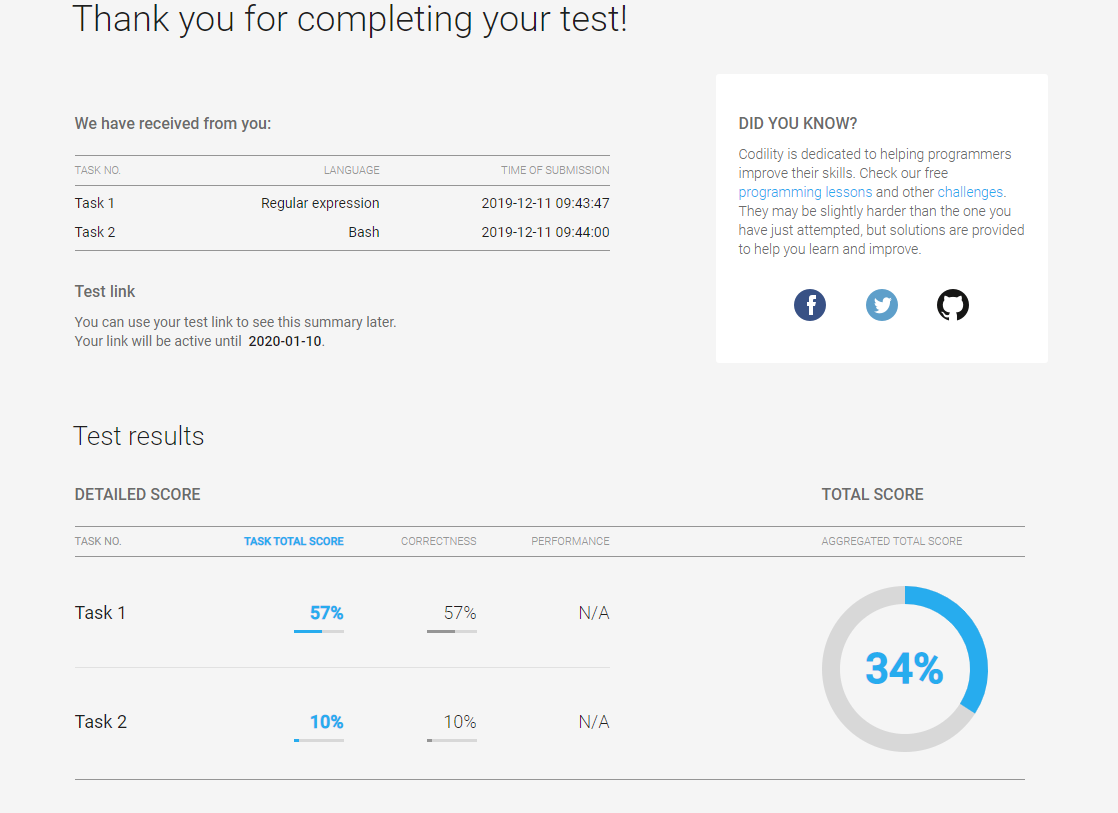 Thank you for completing your test!
We have received from you:
TASK NO. LANGUAGE TIME OF SUBMISSION
Task 1 Regular expression 2019-12-11 09:43:47
Task 2 Bash 2019-12-11 09:44:00
Test link
You can use your test link to see this summary later.
Your link will be active until 2020-01-10.
DID YOU KNOW?
Codility is dedicated to helping programmers
improve their skills. Check our free
programming lessons and other challenges.
They may be slightly harder than the one you
have just attempted, but solutions are provided
to help you learn and improve.
Test results
DETAILED SCORE
TASK NO. TASK TOTAL SCORE CORRECTNESS PERFORMANCE
Task 1 57% 57% N/A
Task 2 10% 10% N/A
TOTAL SCORE
AGGREGATED TOTAL SCORE
34%